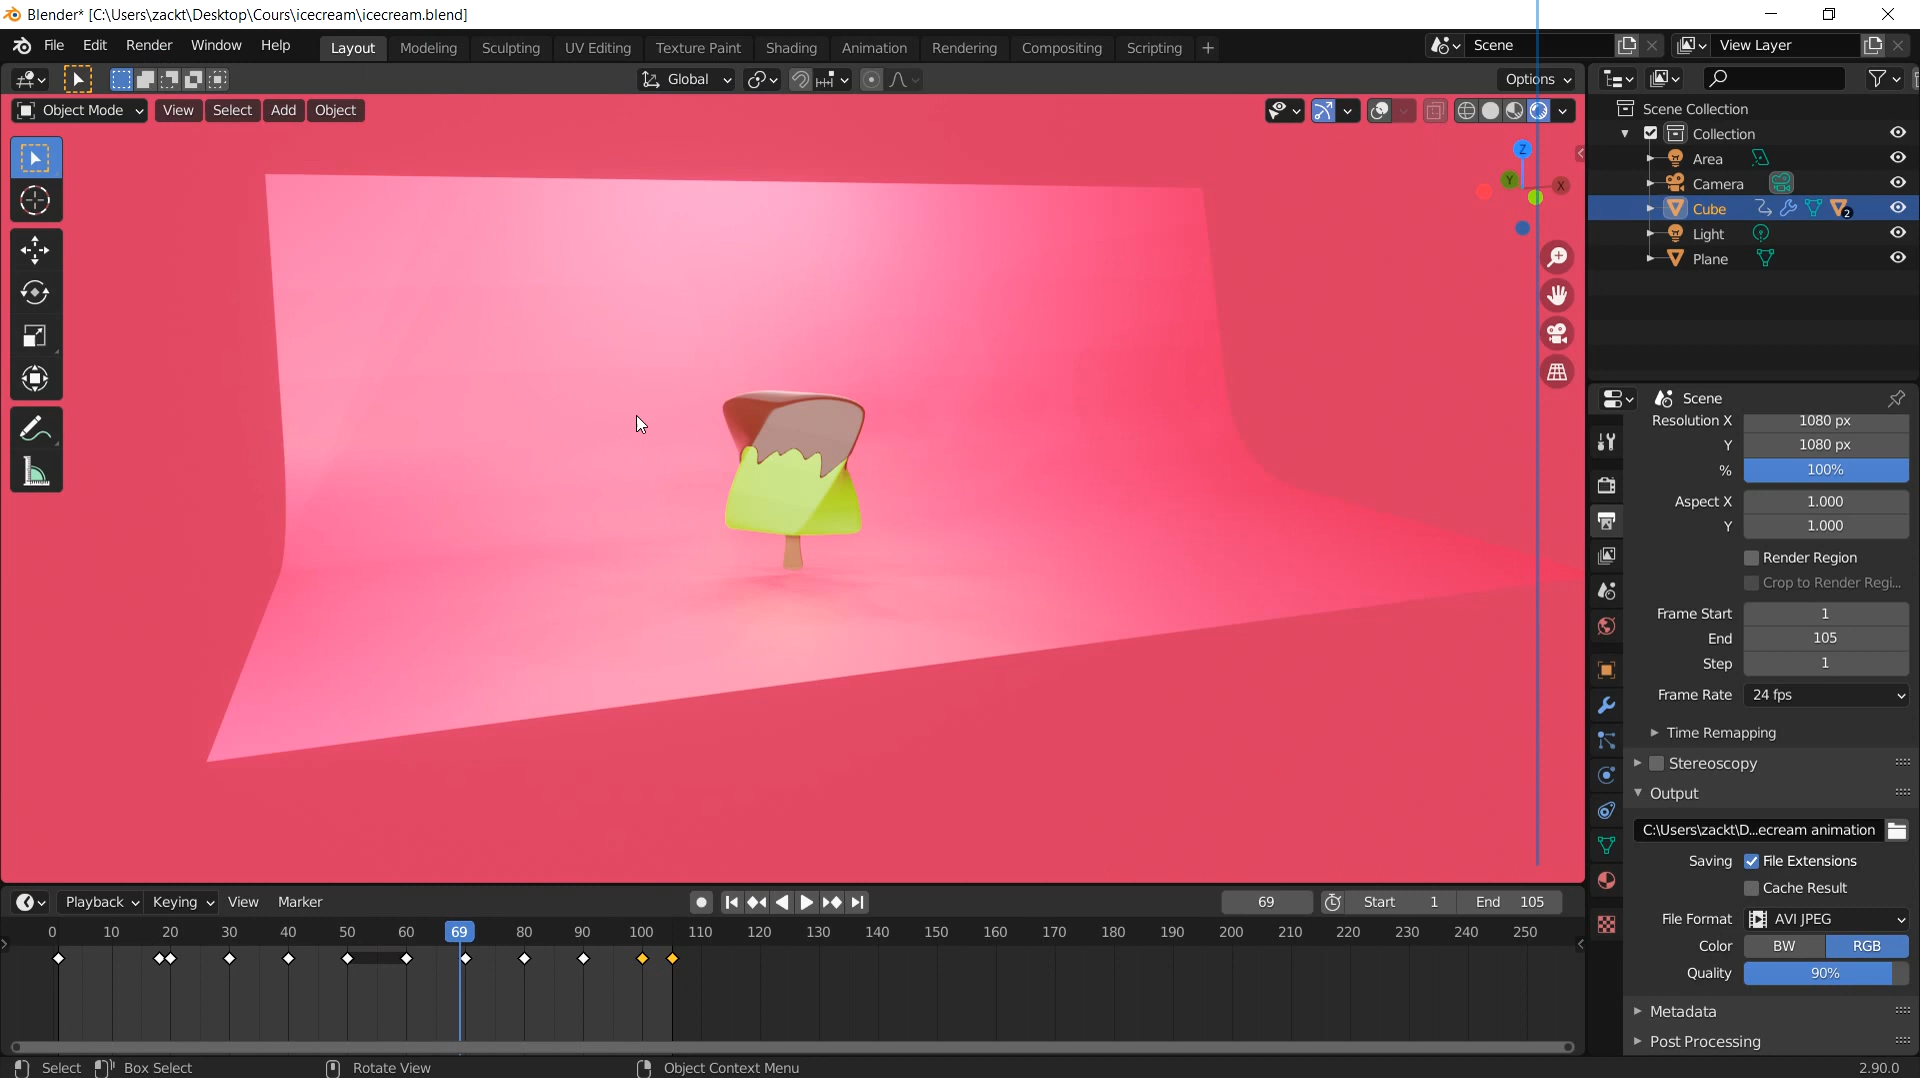 Blender* [C:\Users\zackt\Desktop\Cours\icecream\icecream.blend]
File Edit Render Window Help Layout Modeling Sculpting UV Editing Texture Paint Shading Animation Rendering Compositing Scripting + Scene View Layer
Global Options
Object Mode View Select Add Object
Z
Y
X
Scene Collection
Collection
Area
Camera
Cube 2
Light
Plane
Scene
Resolution X 1080 px
Y 1080 px
% 100%
Aspect X 1.000
Y 1.000
Render Region
Crop to Render Regi...
Frame Start 1
End 105
Step 1
Frame Rate 24 fps
Time Remapping
Stereoscopy
Output
C:\Users\zackt\D...ecream animation
Saving File Extensions
Cache Result
File Format AVI JPEG
Color BW RGB
Quality 90%
Metadata
Post Processing
Playback Keying View Marker 69 Start 1 End 105
0 10 20 30 40 50 60 69 80 90 100 110 120 130 140 150 160 170 180 190 200 210 220 230 240 250
Select Box Select Rotate View Object Context Menu 2.90.0